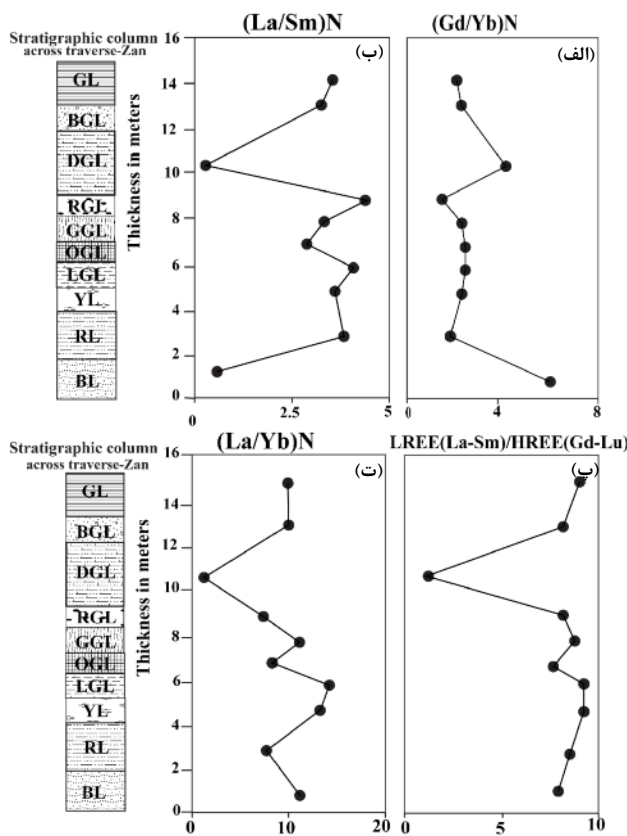 Stratigraphic column
across traverse-Zan
GL
BGL
DGL
RGL
GGL
OGL
LGL
YL
RL
BL
Thickness in meters
16
14
12
10
8
6
4
2
0
(La/Sm)N
(ب)
2.5
5
(Gd/Yb)N
(الف)
0
4
8
Stratigraphic column
across traverse-Zan
GL
BGL
DGL
RGL
GGL
OGL
LGL
YL
RL
BL
Thickness in meters
16
14
12
10
8
6
4
2
0
(La/Yb)N
(ت)
0
10
20
LREE(La-Sm)/HREE(Gd-Lu)
(پ)
0
5
10